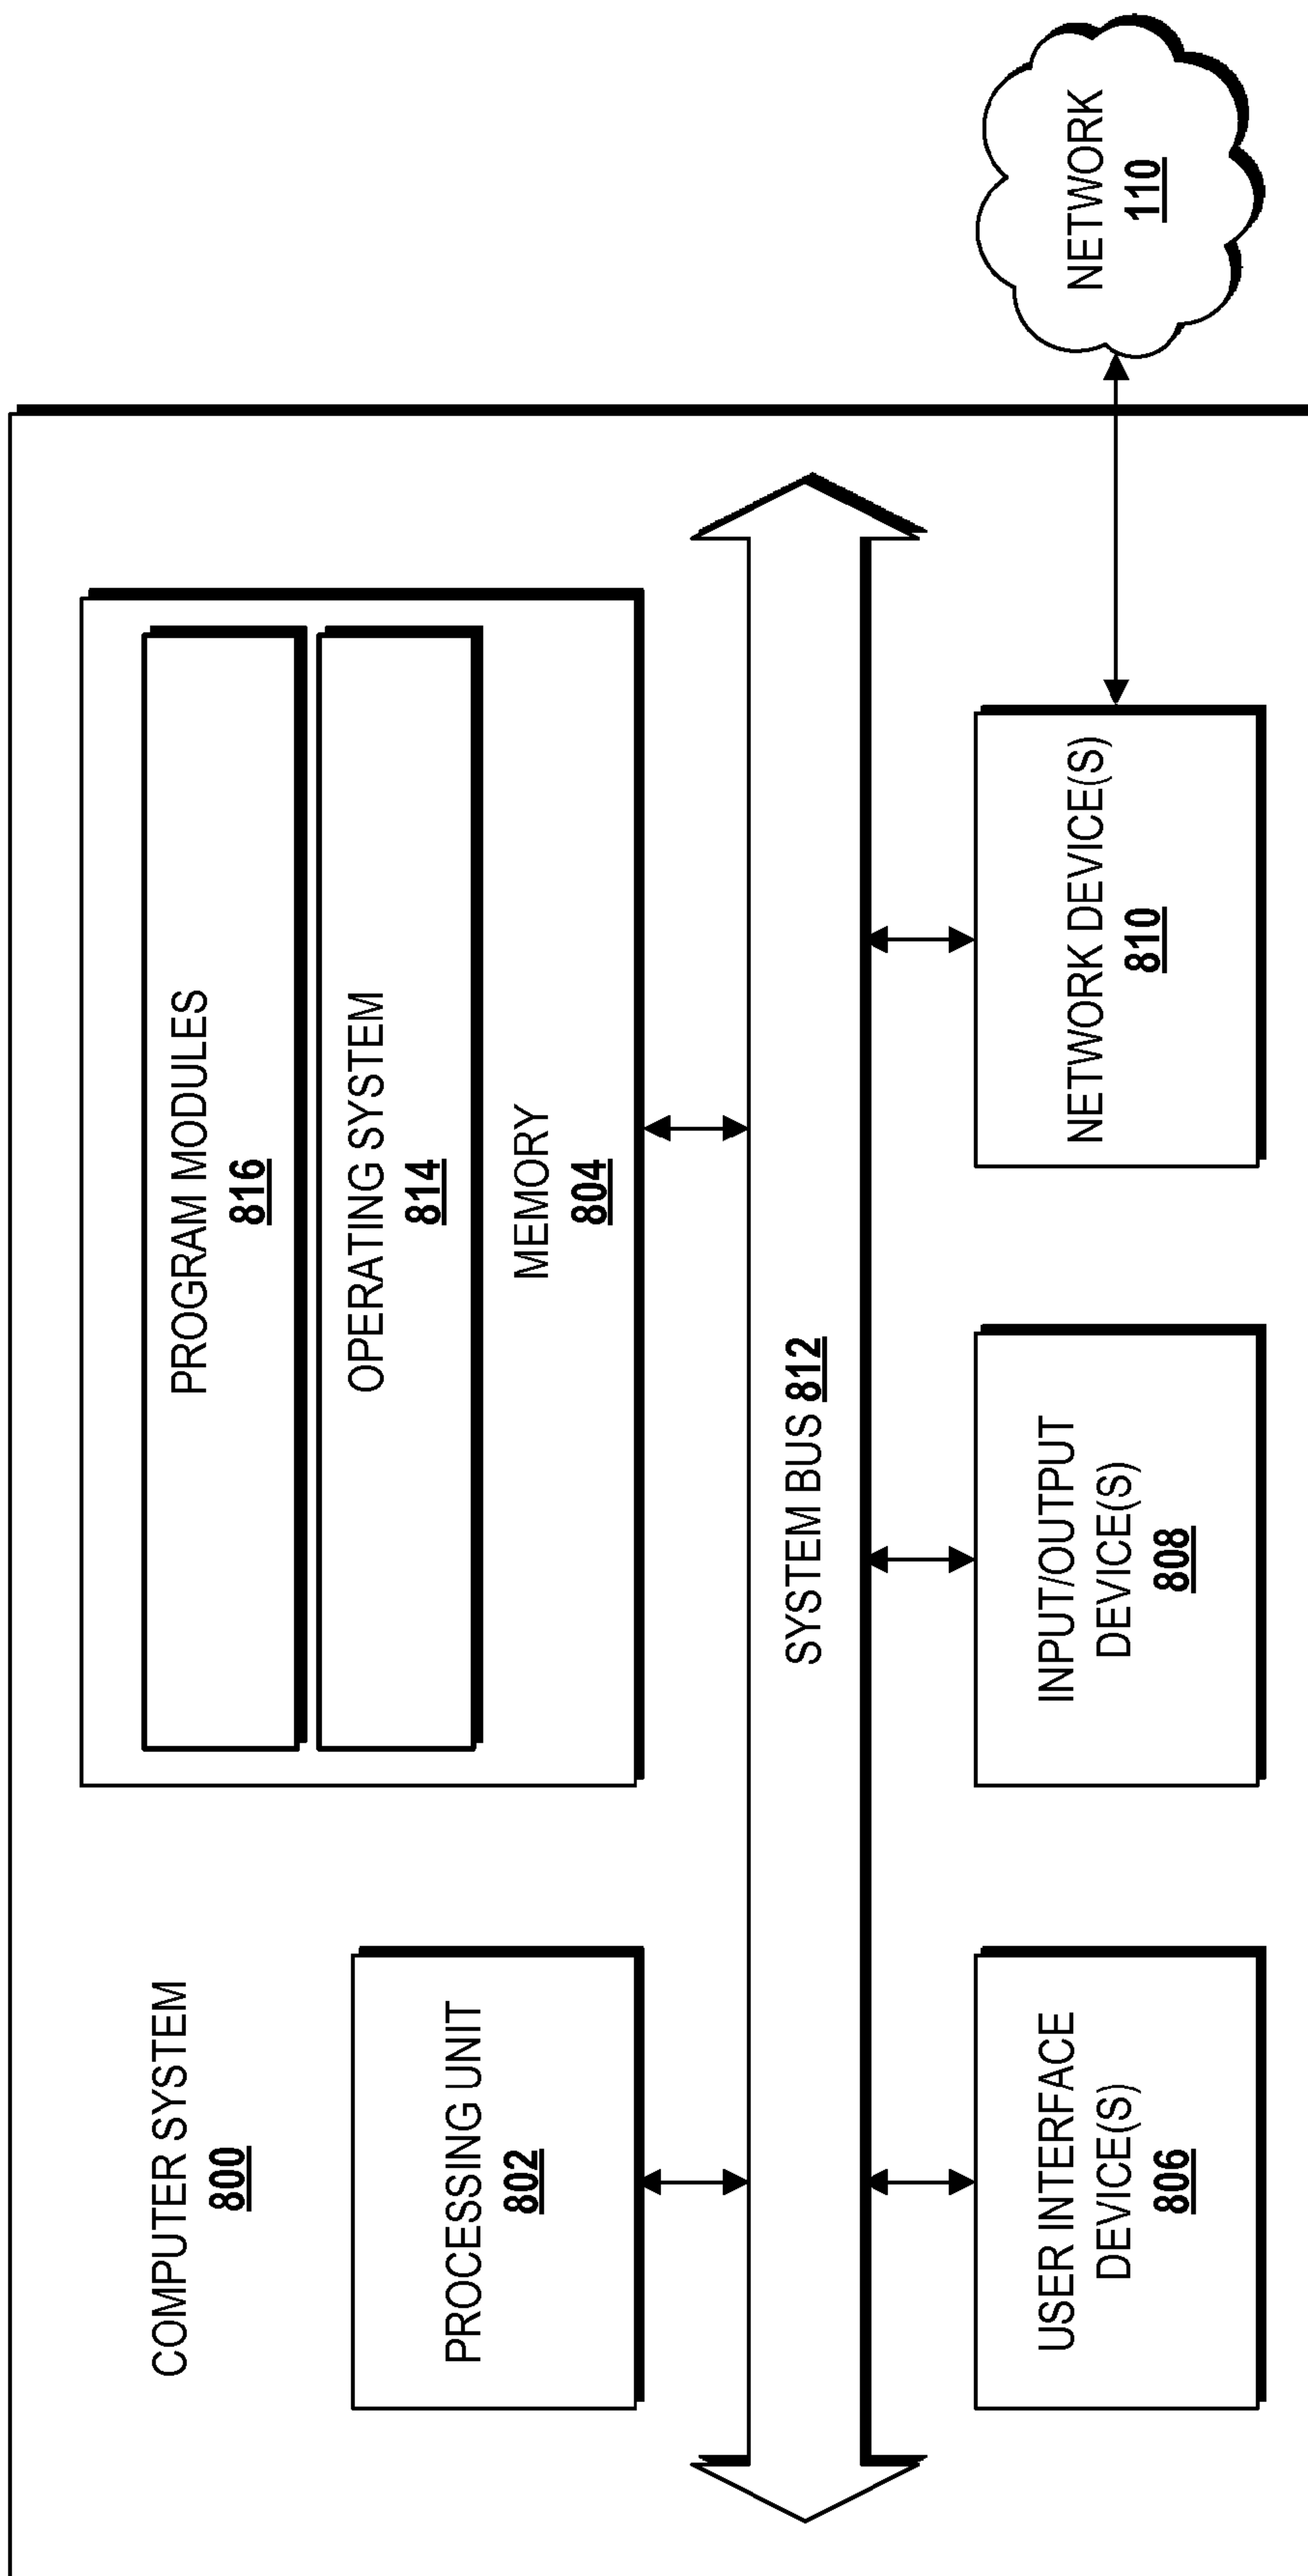 COMPUTER SYSTEM
800
PROCESSING UNIT
802
PROGRAM MODULES
816
OPERATING SYSTEM
814
MEMORY
804
SYSTEM BUS 812
USER INTERFACE
DEVICE(S)
806
INPUT/OUTPUT
DEVICE(S)
808
NETWORK DEVICE(S)
810
NETWORK
110